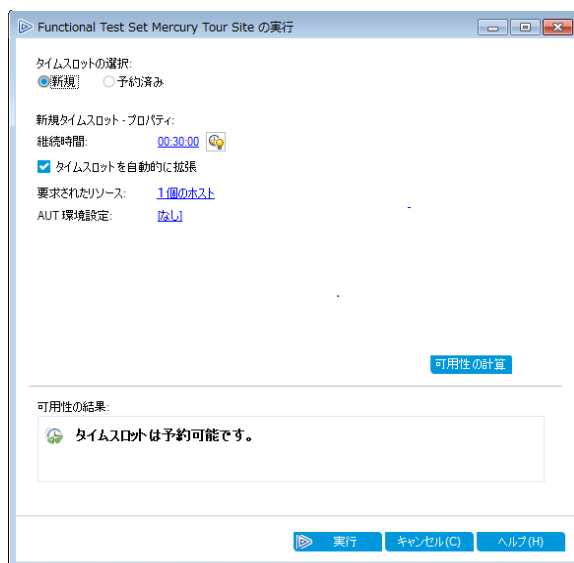 Functional Test Set Mercury Tour Site の実行
タイムスロットの選択:
新規 予約済み
新規タイムスロット - プロパティ:
継続時間: 00:30:00
タイムスロットを自動的に拡張
要求されたリソース: 1個のホスト
AUT 環境設定: [なし]
可用性の計算
可用性の結果:
タイムスロットは予約可能です。
実行 キャンセル(C) ヘルプ(H)